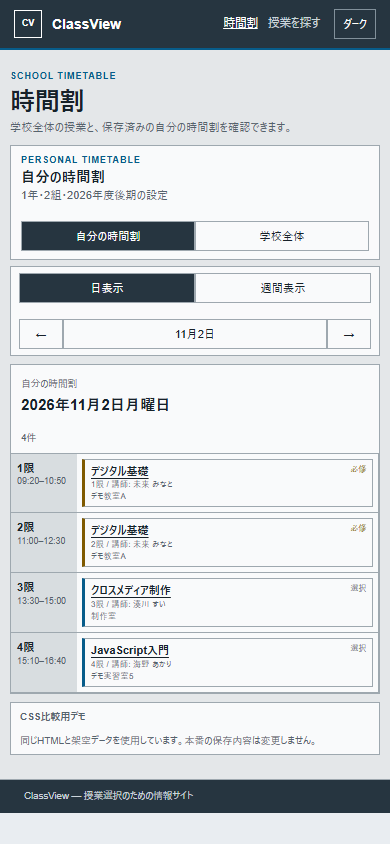 CV ClassView 時間割 授業を探す ダーク
SCHOOL TIMETABLE
時間割
学校全体の授業と、保存済みの自分の時間割を確認できます。
PERSONAL TIMETABLE
自分の時間割
1年・2組・2026年度後期の設定
自分の時間割 学校全体
日表示 週間表示
← 11月2日 →
自分の時間割
2026年11月2日月曜日
4件
1限 デジタル基礎 必修
09:20–10:50 1限 / 講師: 未来 みなと
デモ教室A
2限 デジタル基礎 必修
11:00–12:30 2限 / 講師: 未来 みなと
デモ教室A
3限 クロスメディア制作 選択
13:30–15:00 3限 / 講師: 湊川 すい
制作室
4限 JavaScript入門 選択
15:10–16:40 4限 / 講師: 海野 あかり
デモ実習室5
CSS比較用デモ
同じHTMLと架空データを使用しています。本番の保存内容は変更しません。
ClassView — 授業選択のための情報サイト